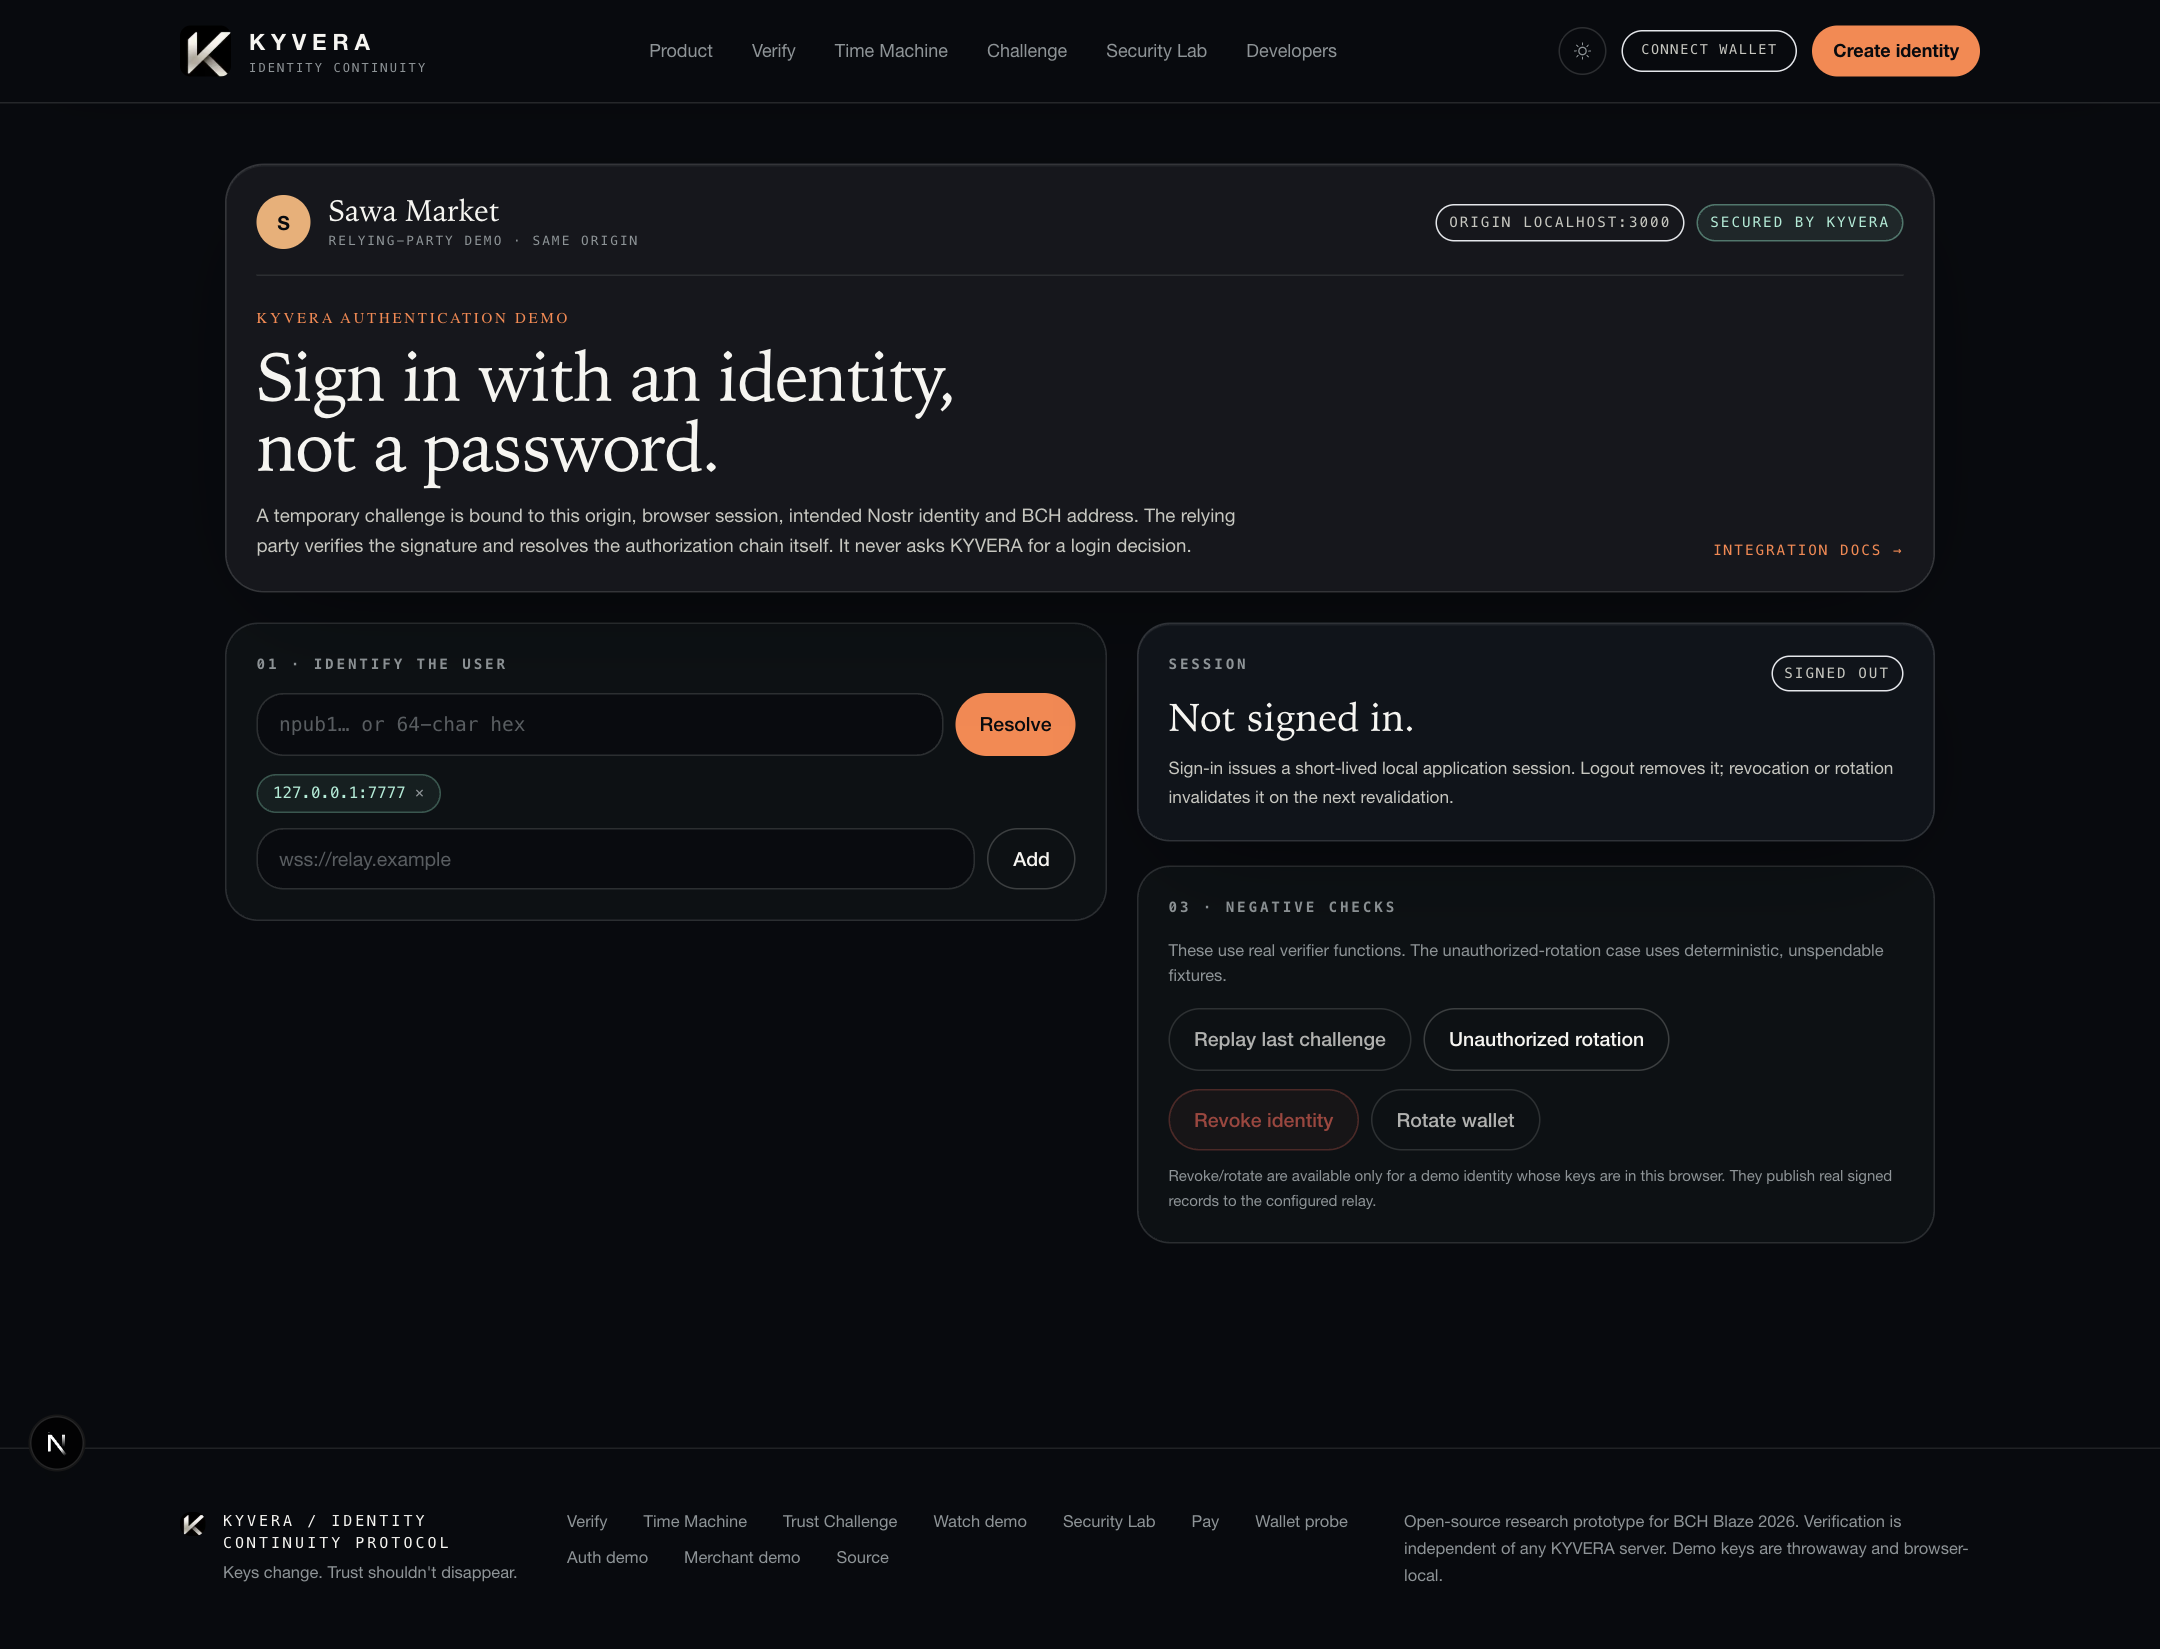 KYVERA
IDENTITY CONTINUITY
Product
Verify
Time Machine
Challenge
Security Lab
Developers
CONNECT WALLET
Create identity
S
Sawa Market
RELYING-PARTY DEMO · SAME ORIGIN
ORIGIN LOCALHOST:3000
SECURED BY KYVERA
KYVERA AUTHENTICATION DEMO
Sign in with an identity,
not a password.
A temporary challenge is bound to this origin, browser session, intended Nostr identity and BCH address. The relying
party verifies the signature and resolves the authorization chain itself. It never asks KYVERA for a login decision.
INTEGRATION DOCS →
01 · IDENTIFY THE USER
npub1… or 64-char hex
Resolve
127.0.0.1:7777 ×
wss://relay.example
Add
SESSION
SIGNED OUT
Not signed in.
Sign-in issues a short-lived local application session. Logout removes it; revocation or rotation
invalidates it on the next revalidation.
03 · NEGATIVE CHECKS
These use real verifier functions. The unauthorized-rotation case uses deterministic, unspendable
fixtures.
Replay last challenge
Unauthorized rotation
Revoke identity
Rotate wallet
Revoke/rotate are available only for a demo identity whose keys are in this browser. They publish real signed
records to the configured relay.
N
KYVERA / IDENTITY
CONTINUITY PROTOCOL
Keys change. Trust shouldn't disappear.
Verify
Time Machine
Trust Challenge
Watch demo
Security Lab
Pay
Wallet probe
Auth demo
Merchant demo
Source
Open-source research prototype for BCH Blaze 2026. Verification is
independent of any KYVERA server. Demo keys are throwaway and browser-
local.